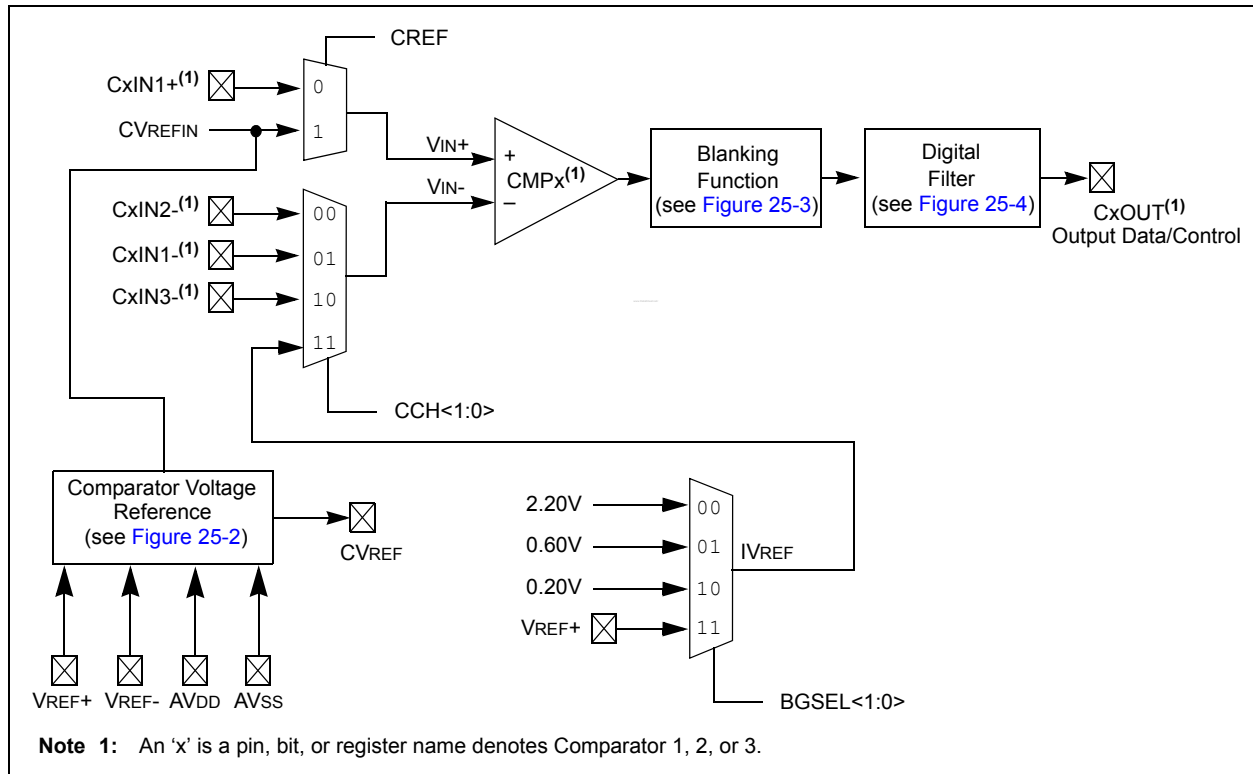 CREF
CxIN1+(1)
0
CVREFIN
1
VIN+
+
CMPx(1)
VIN-
–
Blanking
Function
(see Figure 25-3)
Digital
Filter
(see Figure 25-4)
CxOUT(1)
Output Data/Control
CxIN2-(1)
00
CxIN1-(1)
01
CxIN3-(1)
10
11
CCH<1:0>
Comparator Voltage
Reference
(see Figure 25-2)
CVREF
2.20V
00
0.60V
01
IVREF
0.20V
10
VREF+
11
VREF+ VREF- AVDD AVSS
BGSEL<1:0>
Note 1: An ‘x’ is a pin, bit, or register name denotes Comparator 1, 2, or 3.